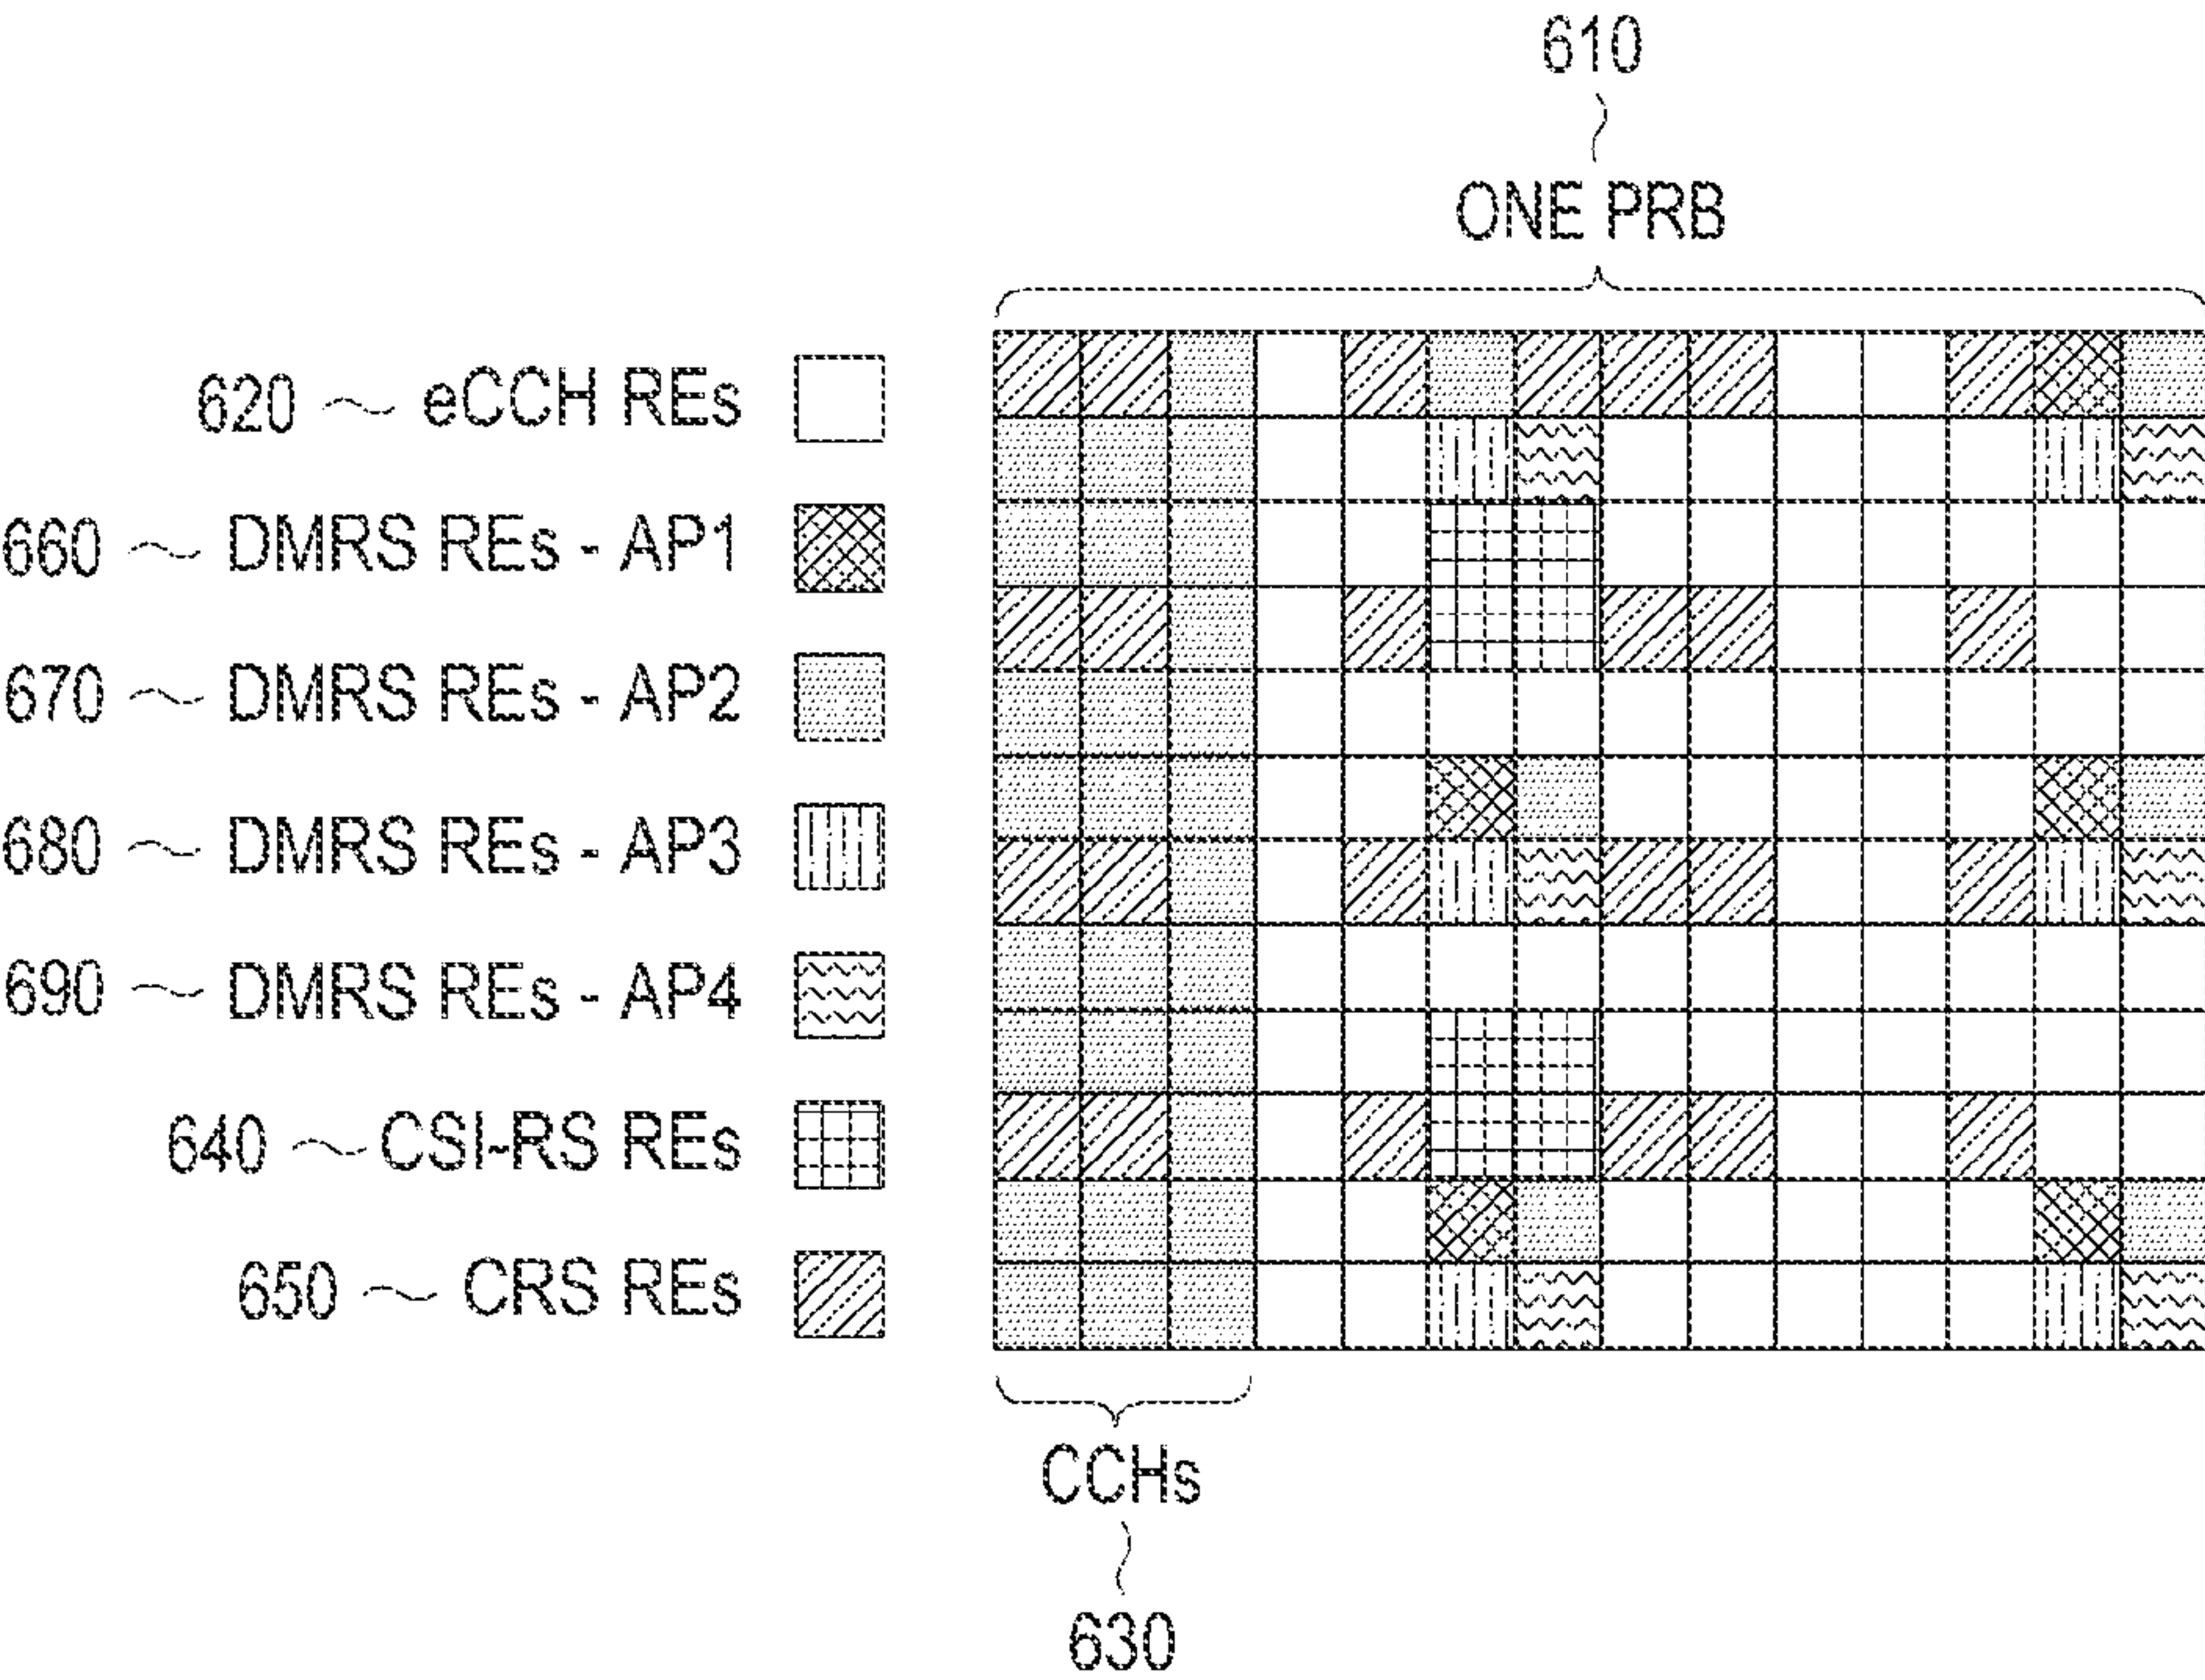 610
ONE PRB
620 eCCH REs
660 DMRS REs - AP1
670 DMRS REs - AP2
680 DMRS REs - AP3
690 DMRS REs - AP4
640 CSI-RS REs
650 CRS REs
CCHs
630